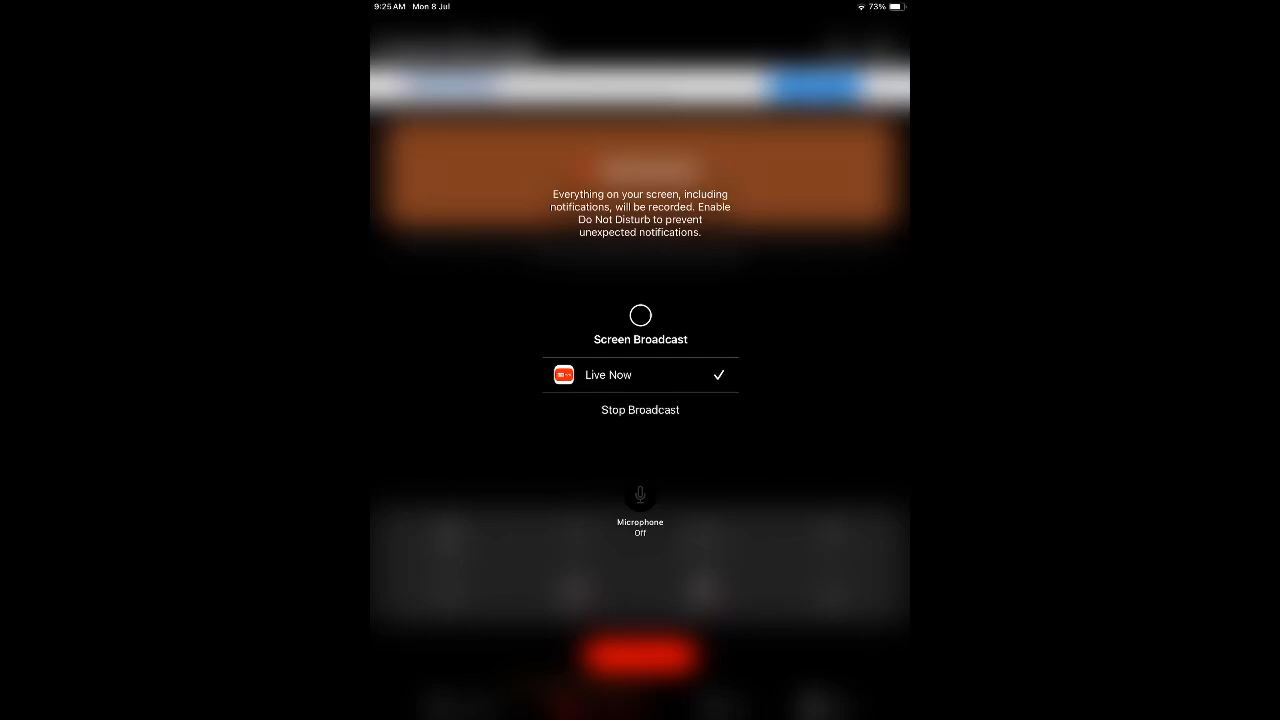 9:25 AM Mon 8 Jul
73%
Everything on your screen, including
notifications, will be recorded. Enable
Do Not Disturb to prevent
unexpected notifications.
Screen Broadcast
Live Now
Stop Broadcast
Microphone
Off